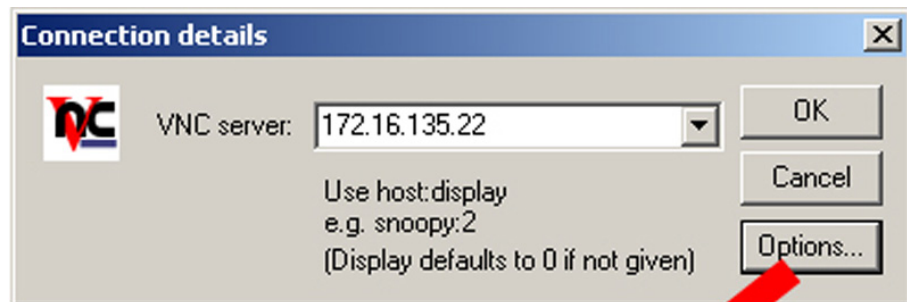 Connection details
VNC
VNC server:
172.16.135.22
OK
Use host:display
e.g. snoopy:2
(Display defaults to 0 if not given)
Cancel
Options...